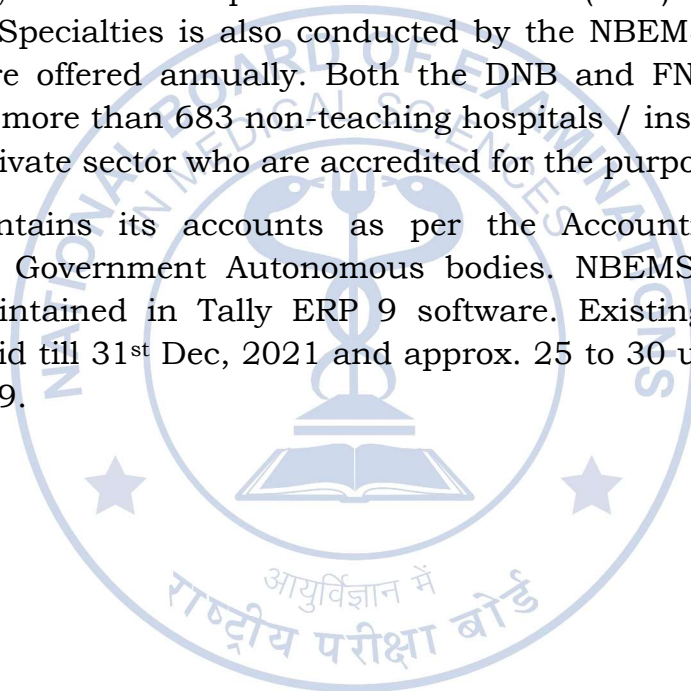 Specialties is also conducted by the NBEM
re offered annually. Both the DNB and FN
more than 683 non-teaching hospitals / ins
ivate sector who are accredited for the purpo
ntains its accounts as per the Account
Government Autonomous bodies. NBEMS
intained in Tally ERP 9 software. Existing
id till 31st Dec, 2021 and approx. 25 to 30 u
9.
NATIONAL BOARD OF EXAMINATIONS
IN MEDICAL SCIENCES
आयुर्विज्ञान में
राष्ट्रीय परीक्षा बोर्ड